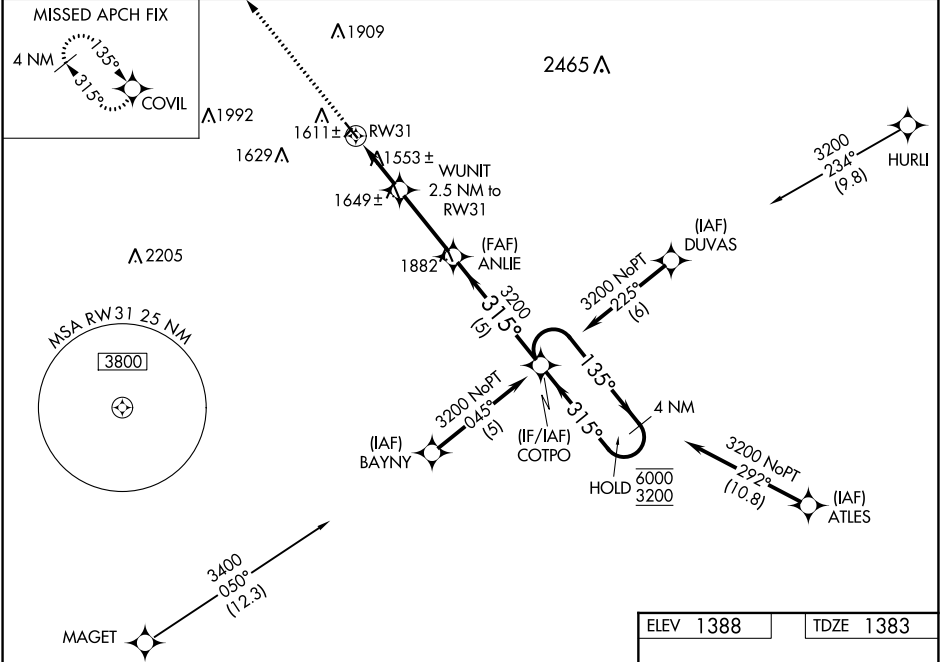 MISSED APCH FIX
4 NM
135°
315°
COVIL
1909
2465
1992
1611±
RW31
1629
1553±
WUNIT
2.5 NM to
RW31
1649±
3200
234°
(9.8)
HURLI
2205
(FAF)
ANLIE
1882
(IAF)
DUVAS
3200 NoPT
225°
(6)
3200
315°
(5)
MSA RW31 25 NM
3800
135°
315°
4 NM
3200 NoPT
045°
(5)
(IAF)
BAYNY
(IF/IAF)
COTPO
HOLD
6000
3200
3200 NoPT
292°
(10.8)
(IAF)
ATLES
3400
050°
(12.3)
MAGET
ELEV 1388
TDZE 1383